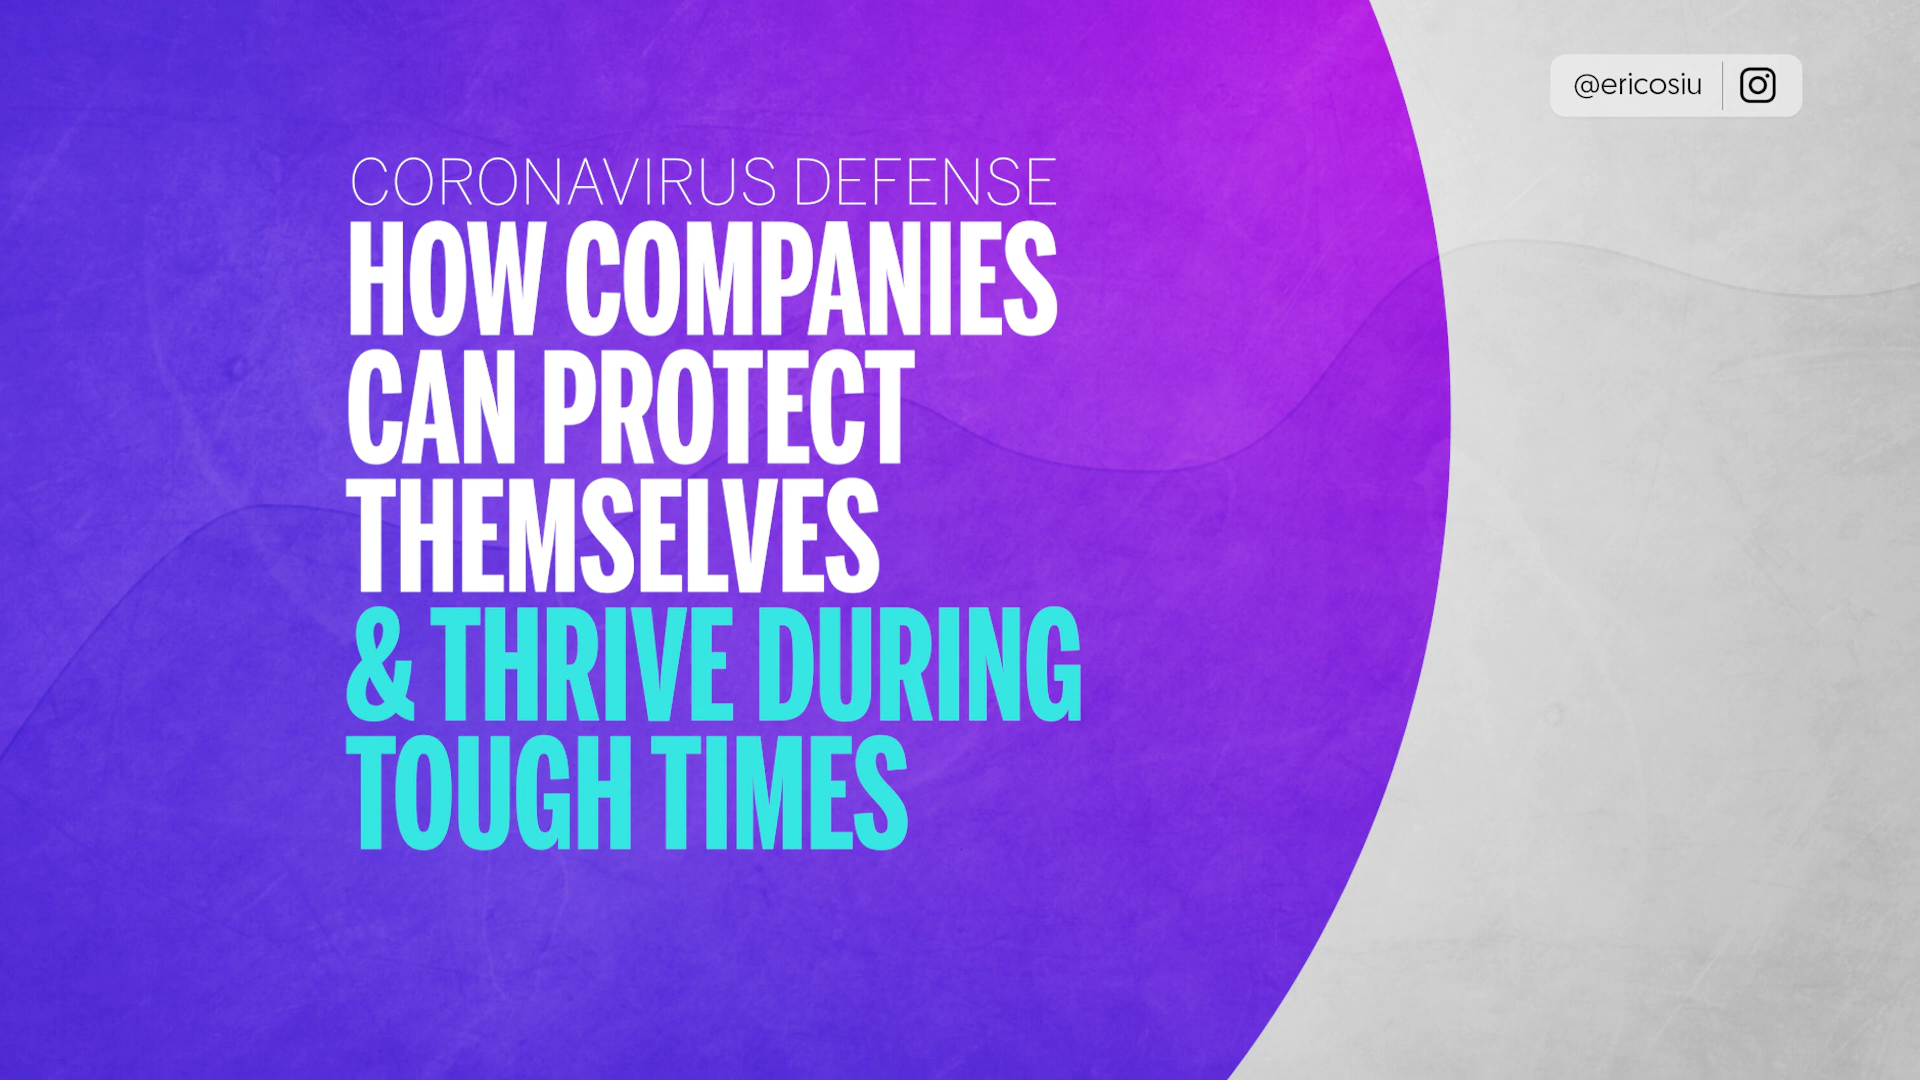 @ericosiu
CORONAVIRUS DEFENSE
HOW COMPANIES
CAN PROTECT
THEMSELVES
& THRIVE DURING
TOUGH TIMES